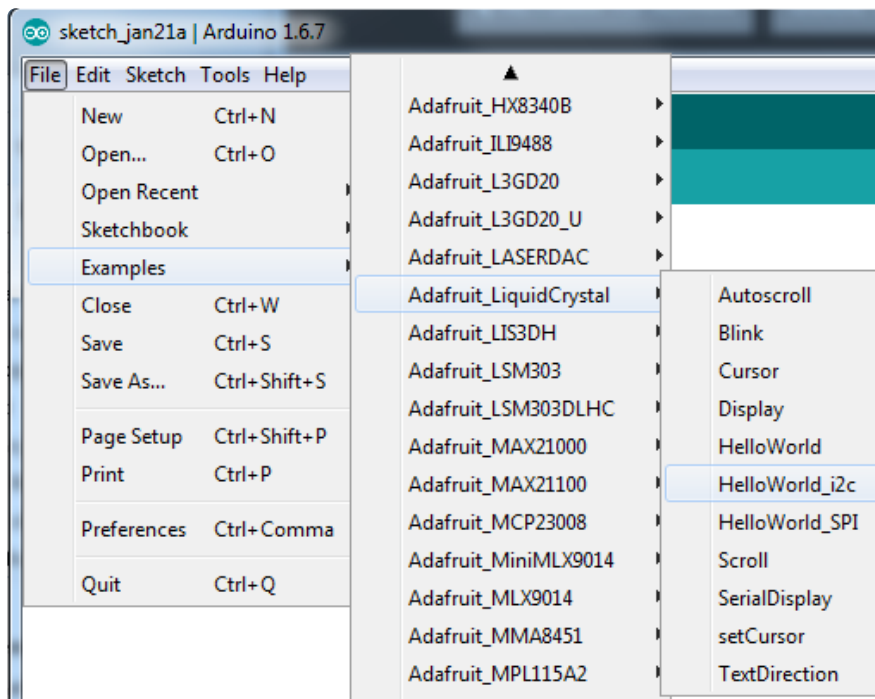 sketch_jan21a | Arduino 1.6.7
File Edit Sketch Tools Help
New Ctrl+N
Open... Ctrl+O
Open Recent
Sketchbook
Examples
Close Ctrl+W
Save Ctrl+S
Save As... Ctrl+Shift+S
Page Setup Ctrl+Shift+P
Print Ctrl+P
Preferences Ctrl+Comma
Quit Ctrl+Q
Adafruit_HX8340B
Adafruit_ILI9488
Adafruit_L3GD20
Adafruit_L3GD20_U
Adafruit_LASERDAC
Adafruit_LiquidCrystal
Adafruit_LIS3DH
Adafruit_LSM303
Adafruit_LSM303DLHC
Adafruit_MAX21000
Adafruit_MAX21100
Adafruit_MCP23008
Adafruit_MiniMLX9014
Adafruit_MLX9014
Adafruit_MMA8451
Adafruit_MPL115A2
Autoscroll
Blink
Cursor
Display
HelloWorld
HelloWorld_i2c
HelloWorld_SPI
Scroll
SerialDisplay
setCursor
TextDirection